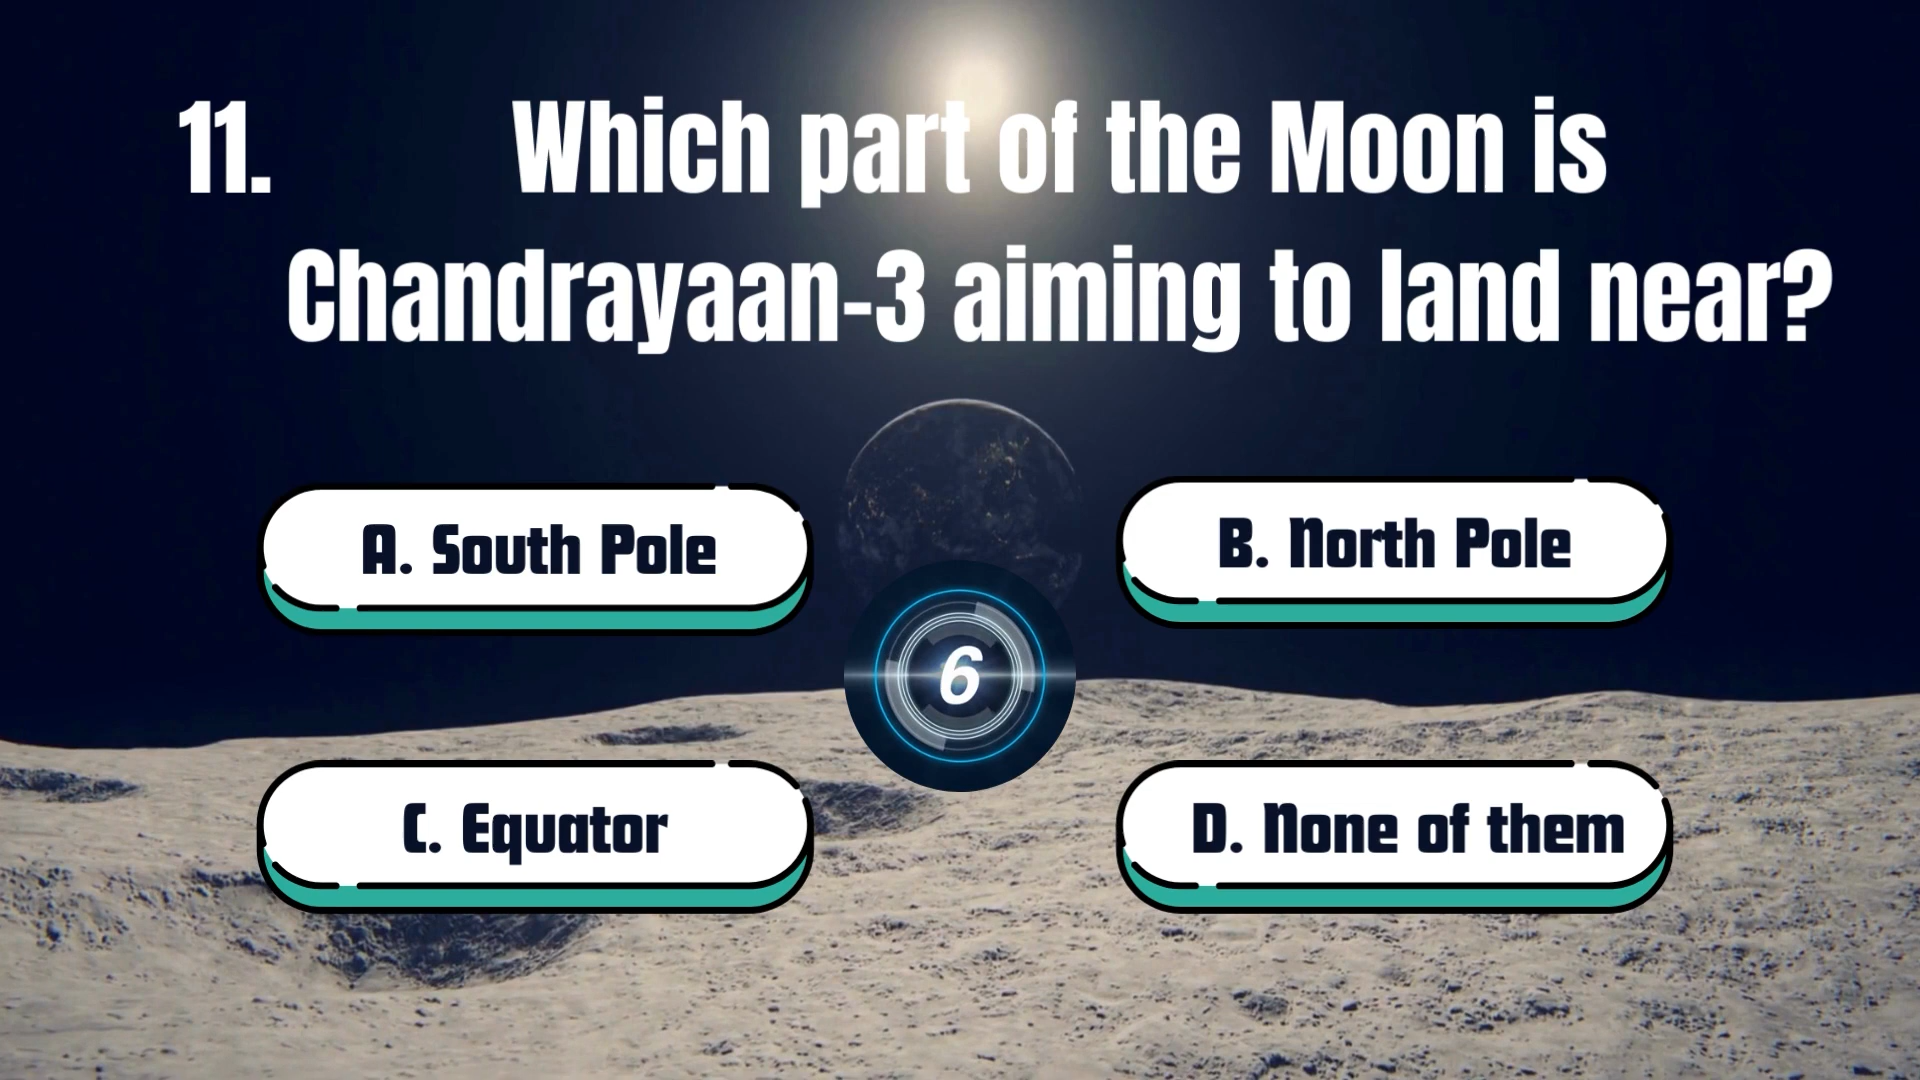 11. Which part of the Moon is
Chandrayaan-3 aiming to land near?
A. South Pole
B. North Pole
6
C. Equator
D. None of them